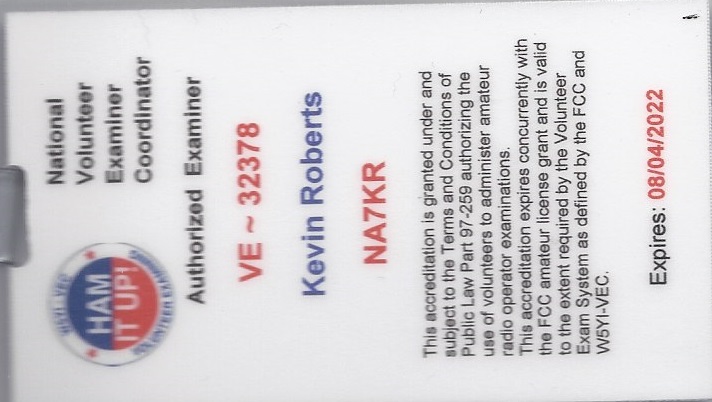 National
Volunteer
Examiner
Coordinator
W5YI-VEC
HAM
IT UP!
VOLUNTEER EXAMINER
Authorized Examiner
VE ~ 32378
Kevin Roberts
NA7KR
This accreditation is granted under and
subject to the Terms and Conditions of
Public Law Part 97-259 authorizing the
use of volunteers to administer amateur
radio operator examinations.
This accreditation expires concurrently with
the FCC amateur license grant and is valid
to the extent required by the Volunteer
Exam System as defined by the FCC and
W5YI-VEC.
Expires: 08/04/2022